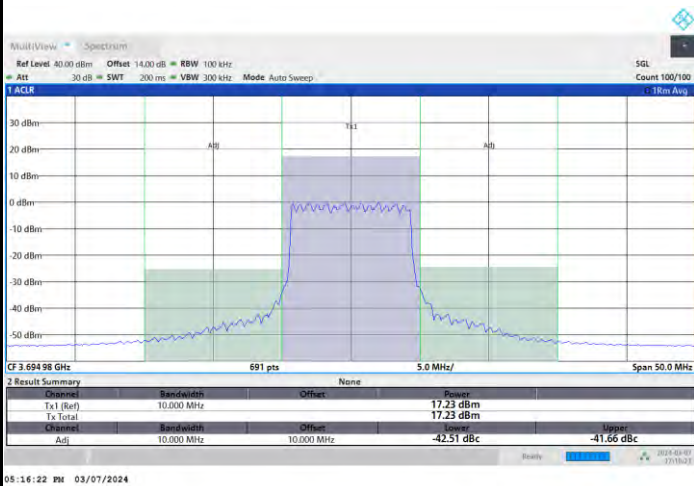 MultiView Spectrum
Ref Level 40.00 dBm Offset 14.00 dB RBW 100 kHz SGL
Att 30 dB SWT 200 ms VBW 300 kHz Mode Auto Sweep Count 100/100
1 ACLR 1Rm Avg
Tx1
Adj Adj
30 dBm
20 dBm
10 dBm
0 dBm
-10 dBm
-20 dBm
-30 dBm
-40 dBm
-50 dBm
CF 3.694 98 GHz 691 pts 5.0 MHz/ Span 50.0 MHz
2 Result Summary None
Channel Bandwidth Offset Power
Tx1 (Ref) 10.000 MHz 17.23 dBm
Tx Total 17.23 dBm
Channel Bandwidth Offset Lower Upper
Adj 10.000 MHz 10.000 MHz -42.51 dBc -41.66 dBc
Ready 2024-03-07
17:16:23
05:16:22 PM 03/07/2024